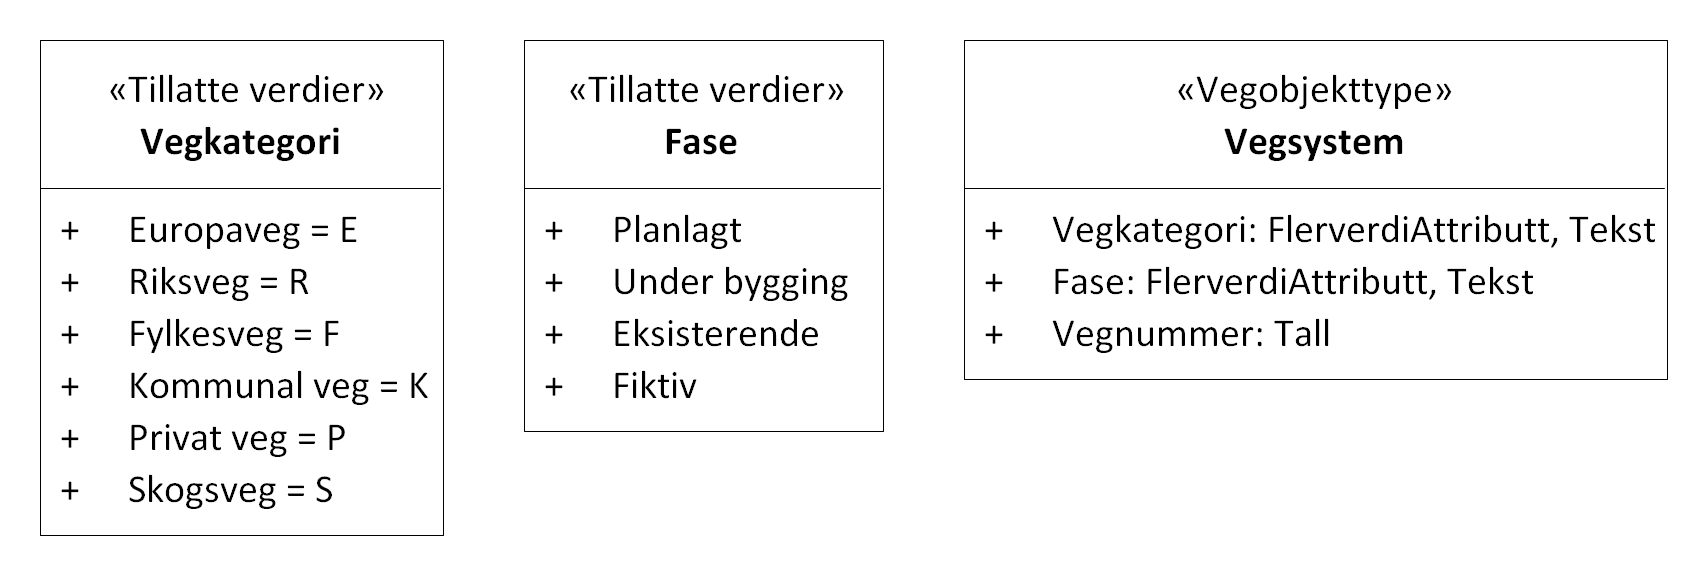 «Tillatte verdier»
Vegkategori
+ Europaveg = E
+ Riksveg = R
+ Fylkesveg = F
+ Kommunal veg = K
+ Privat veg = P
+ Skogsveg = S
«Tillatte verdier»
Fase
+ Planlagt
+ Under bygging
+ Eksisterende
+ Fiktiv
«Vegobjekttype»
Vegsystem
+ Vegkategori: FlerverdiAttributt, Tekst
+ Fase: FlerverdiAttributt, Tekst
+ Vegnummer: Tall